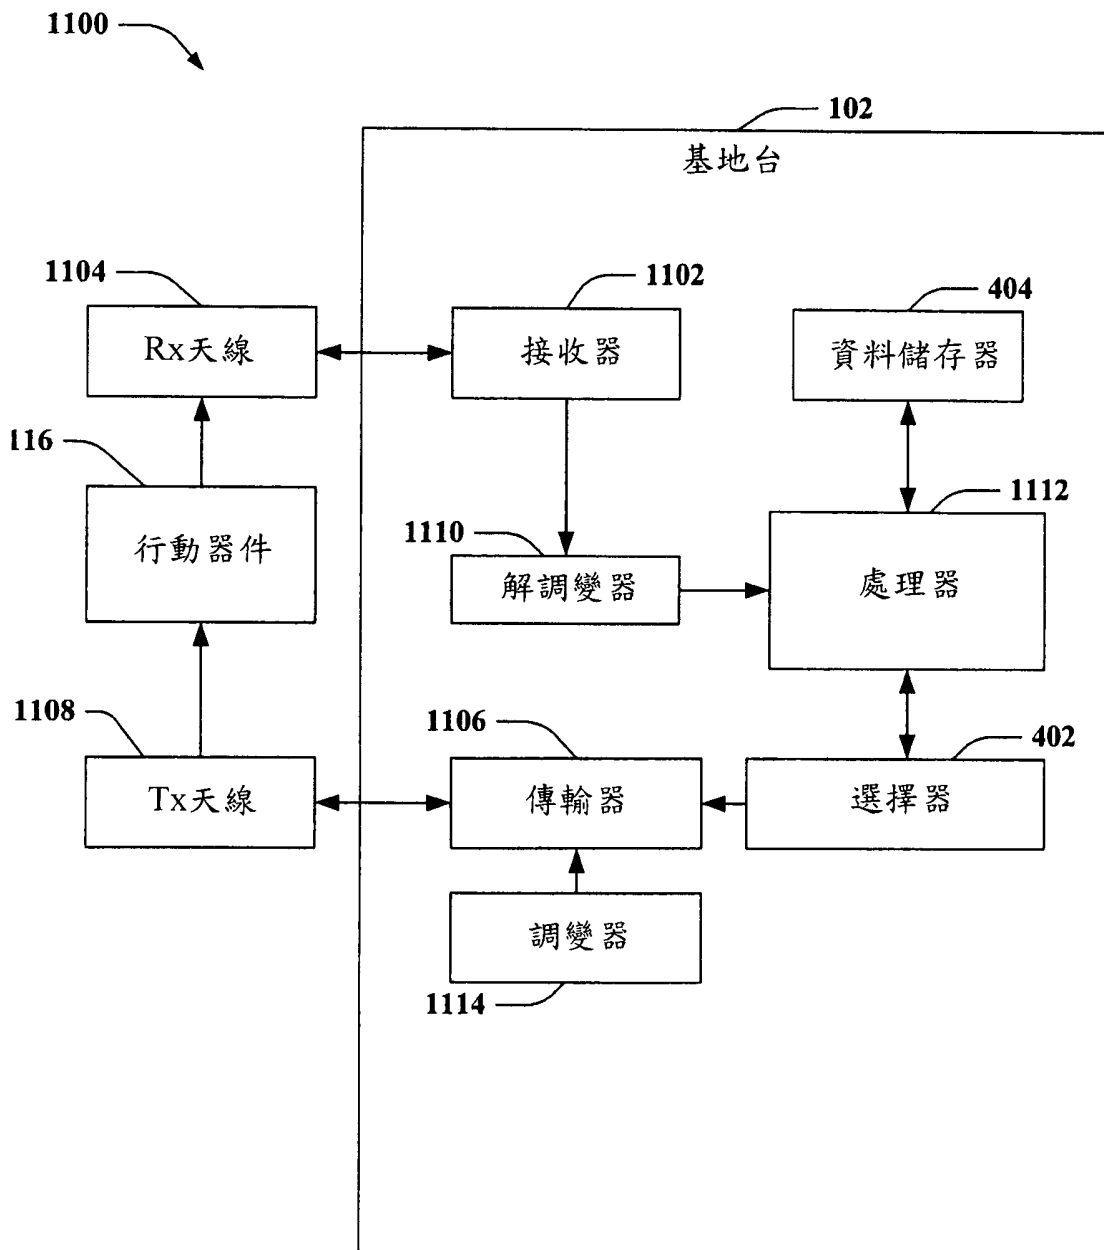 1100
102
基地台
1104
1102
404
Rx天線
接收器
資料儲存器
116
1112
行動器件
1110
解調變器
處理器
1108
1106
402
Tx天線
傳輸器
選擇器
調變器
1114